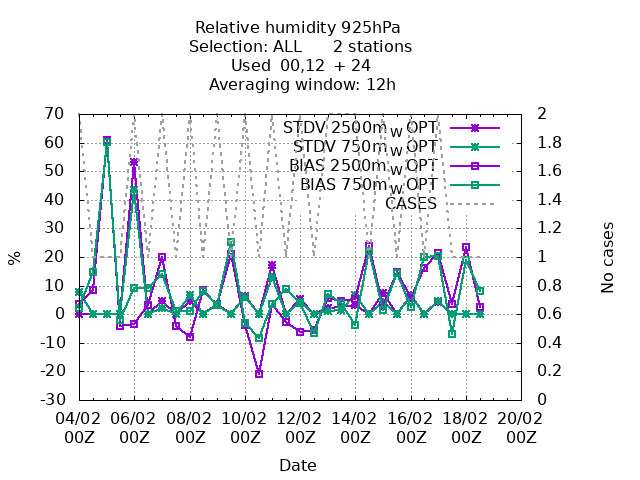 Relative humidity 925hPa
Selection: ALL 2 stations
Used 00,12 + 24
Averaging window: 12h
70
60
50
40
30
20
10
0
-10
-20
-30
%
STDV 2500m_w OPT
STDV 750m_w OPT
BIAS 2500m_w OPT
BIAS 750m_w OPT
CASES
2
1.8
1.6
1.4
1.2
1
0.8
0.6
0.4
0.2
0
No cases
04/02 06/02 08/02 10/02 12/02 14/02 16/02 18/02 20/02
00Z 00Z 00Z 00Z 00Z 00Z 00Z 00Z 00Z
Date